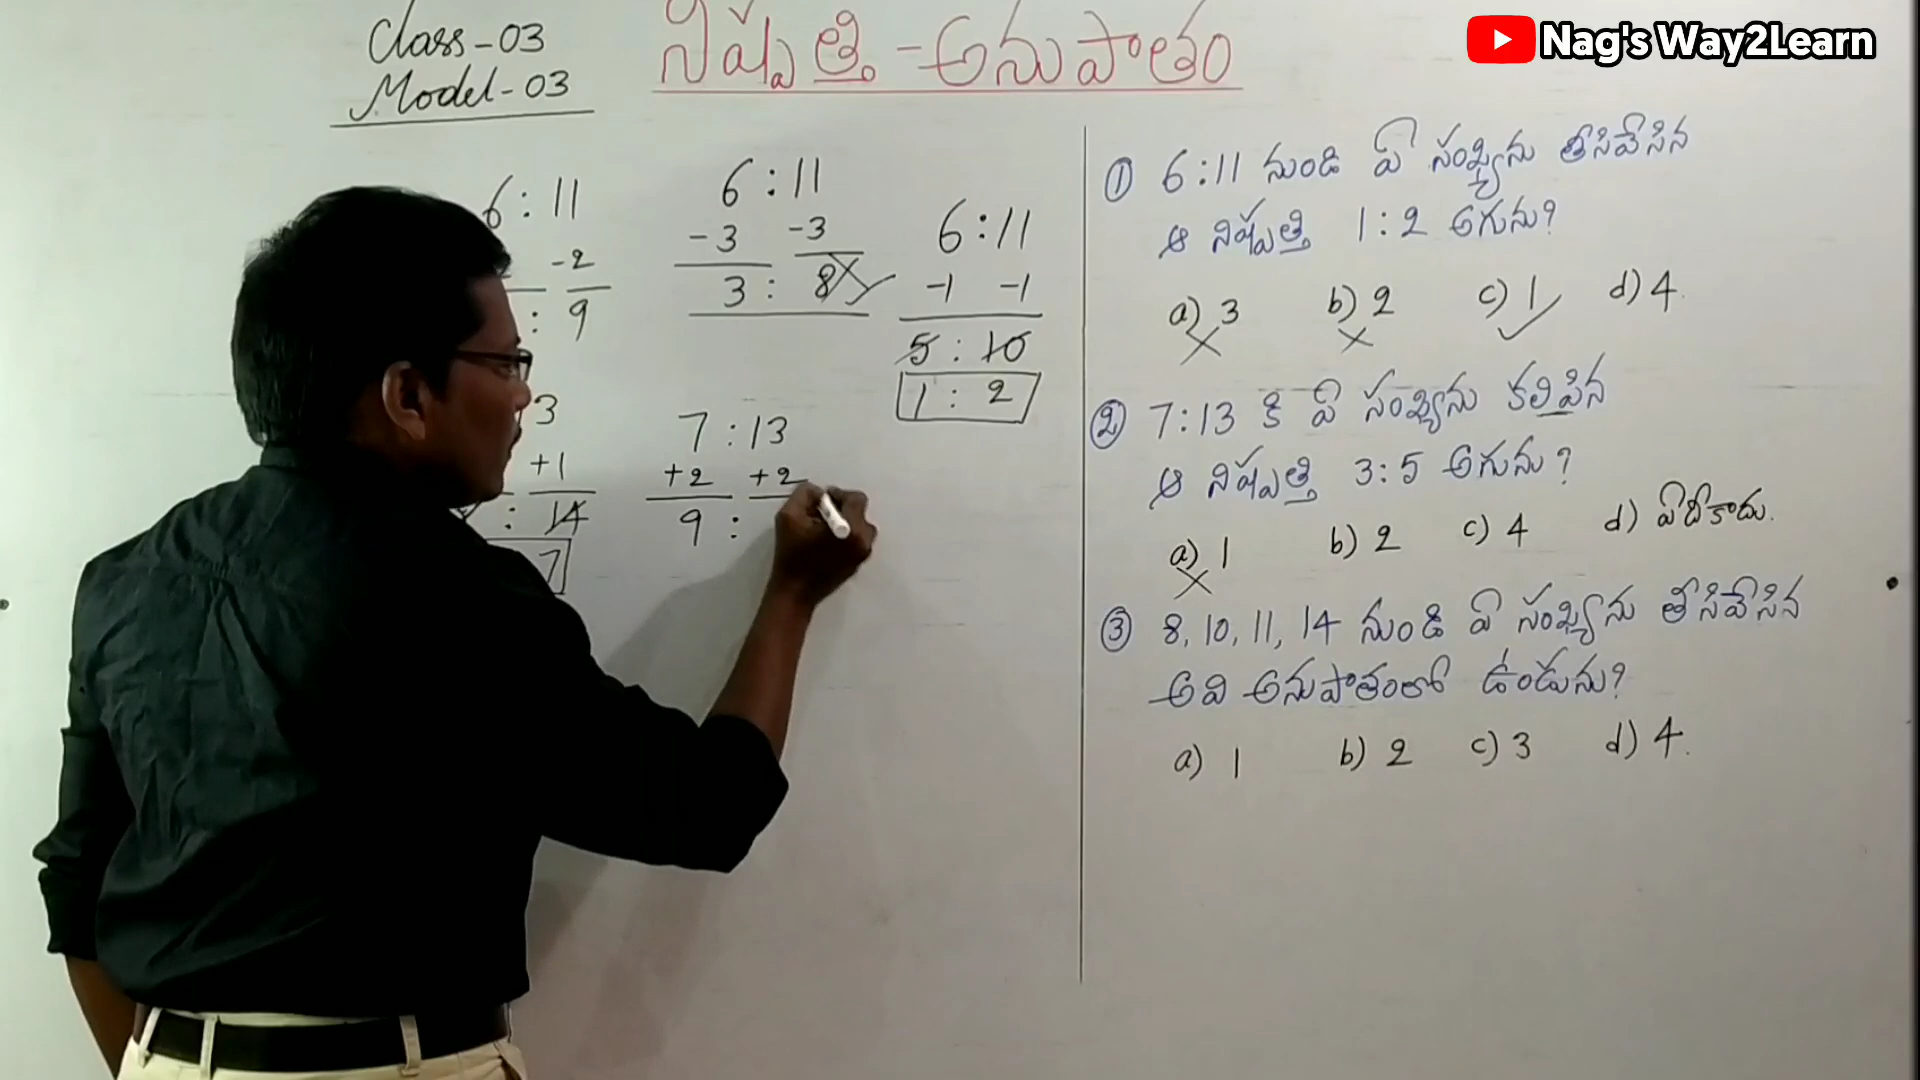 Class-03
Model-03
నిష్పత్తి - అనుపాతం
Nag's Way2Learn
6 : 11
-2
: 9
6 : 11
-3 -3
3 : 8
6 : 11
-1 -1
5 : 10
1 : 2
3
+1
: 14
7
7 : 13
+2 +2
9 :
① 6:11 నుండి ఏ సంఖ్యను తీసివేసిన
ఆ నిష్పత్తి 1 : 2 అగును?
a) 3 b) 2 c) 1 d) 4.
② 7:13 కి ఏ సంఖ్యను కలిపిన
ఆ నిష్పత్తి 3:5 అగును?
a) 1 b) 2 c) 4 d) ఏదీకాదు.
③ 8, 10, 11, 14 నుండి ఏ సంఖ్యను తీసివేసిన
అవి అనుపాతంలో ఉండును?
a) 1 b) 2 c) 3 d) 4.